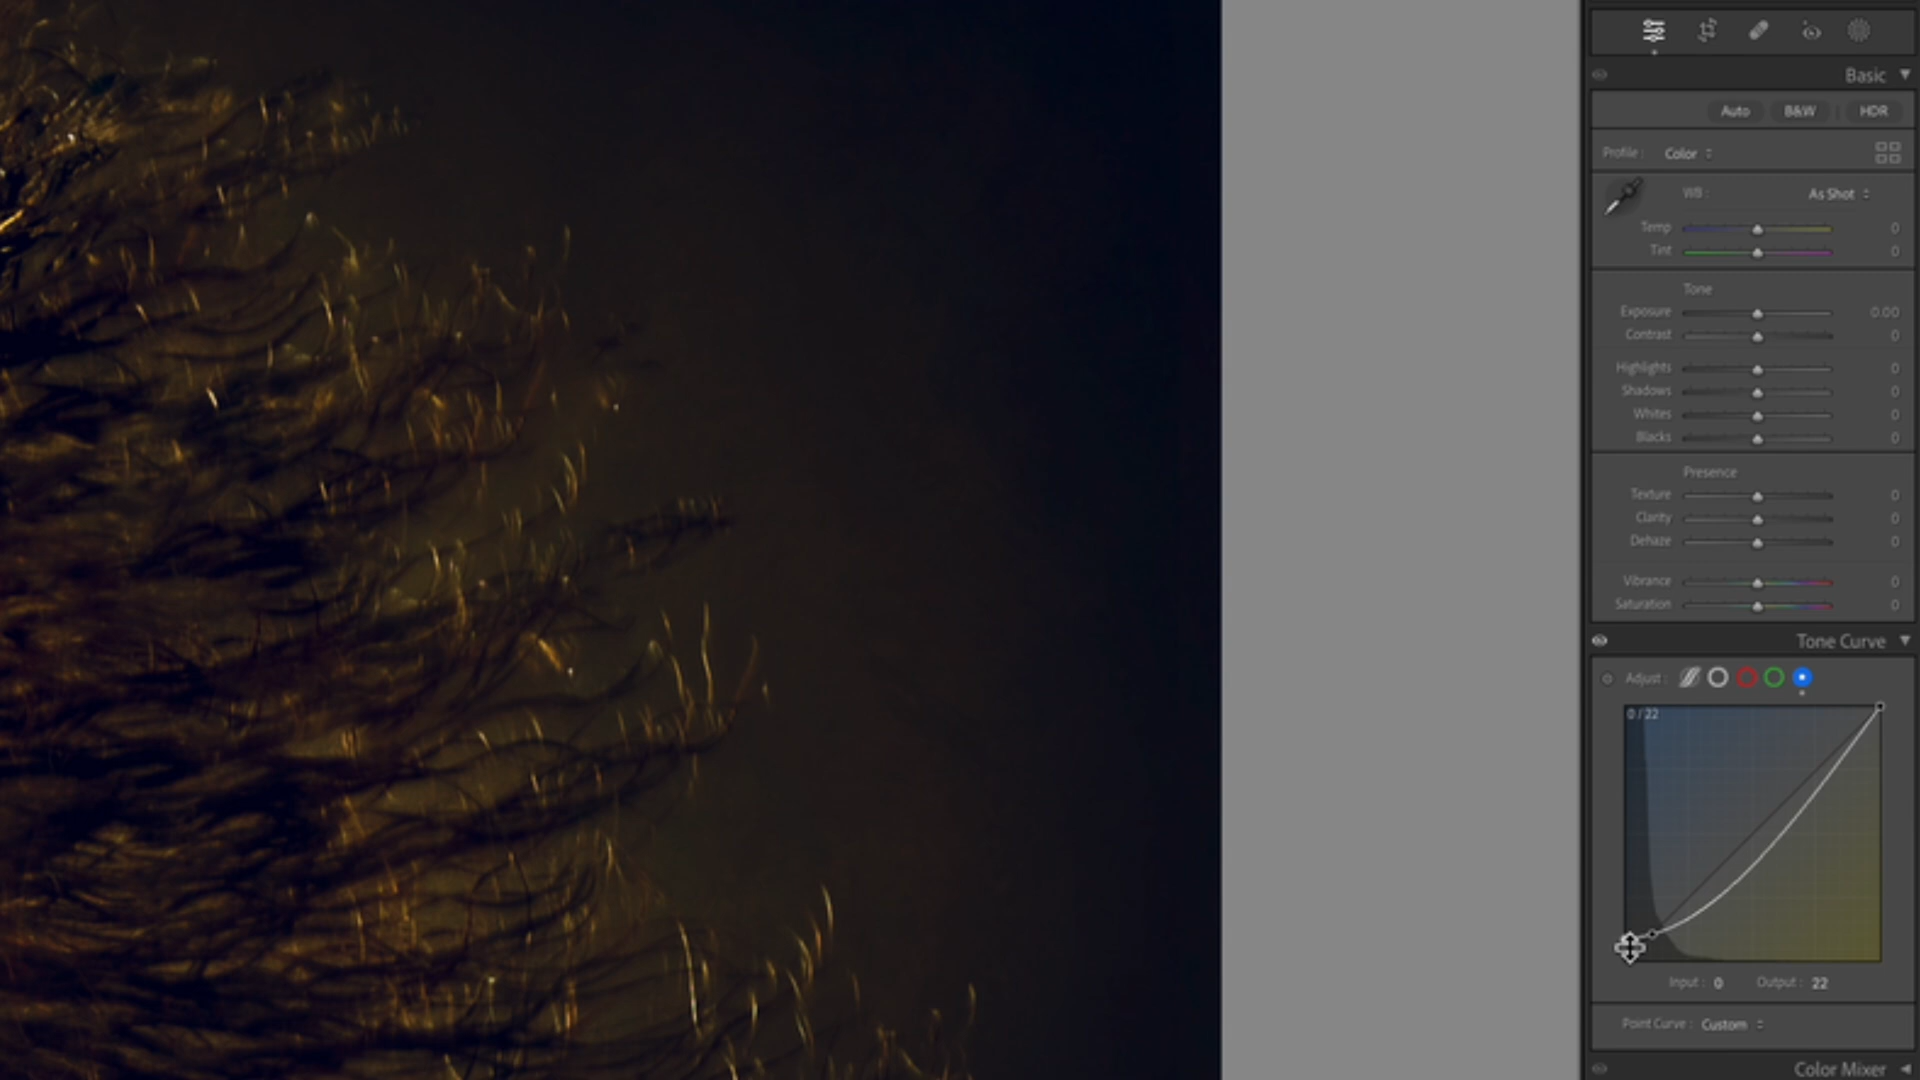 Basic
Auto B&W HDR
Profile : Color
WB : As Shot
Temp 0
Tint 0
Tone
Exposure 0.00
Contrast 0
Highlights 0
Shadows 0
Whites 0
Blacks 0
Presence
Texture 0
Clarity 0
Dehaze 0
Vibrance 0
Saturation 0
Tone Curve
Adjust :
0 / 22
Input : 0 Output : 22
Point Curve : Custom
Color Mixer